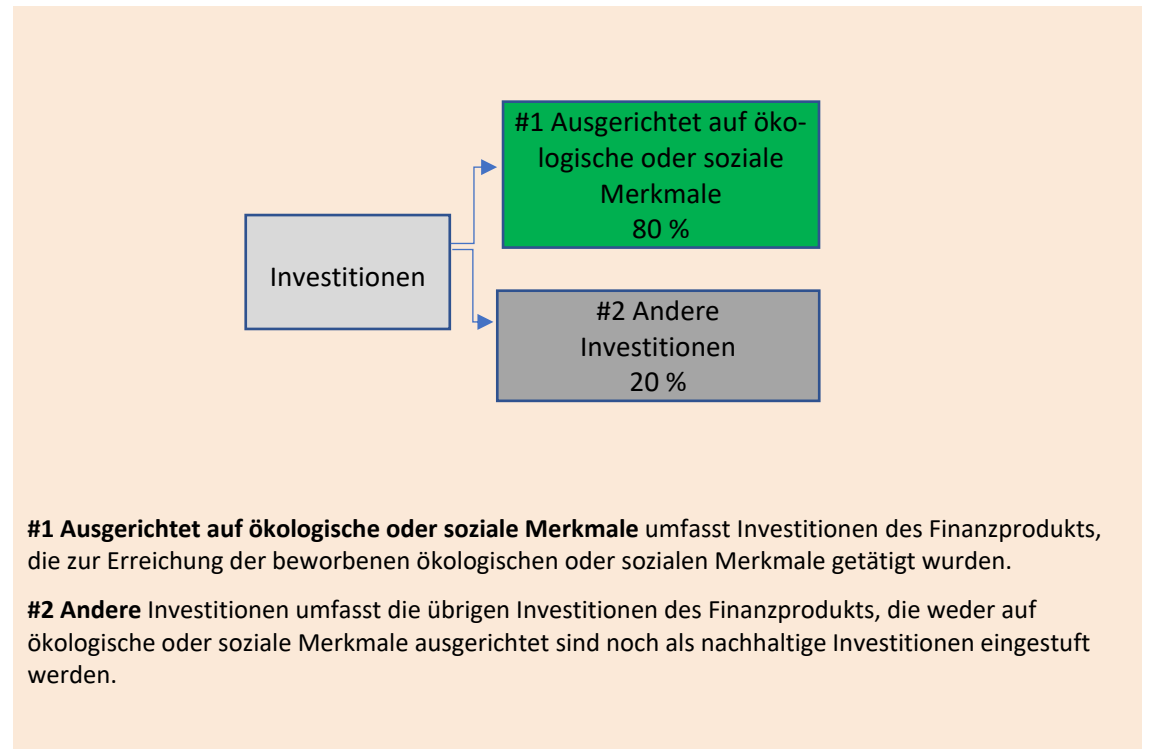 #1 Ausgerichtet auf öko-
logische oder soziale
Merkmale
80 %
Investitionen
#2 Andere
Investitionen
20 %
#1 Ausgerichtet auf ökologische oder soziale Merkmale umfasst Investitionen des Finanzprodukts,
die zur Erreichung der beworbenen ökologischen oder sozialen Merkmale getätigt wurden.
#2 Andere Investitionen umfasst die übrigen Investitionen des Finanzprodukts, die weder auf
ökologische oder soziale Merkmale ausgerichtet sind noch als nachhaltige Investitionen eingestuft
werden.